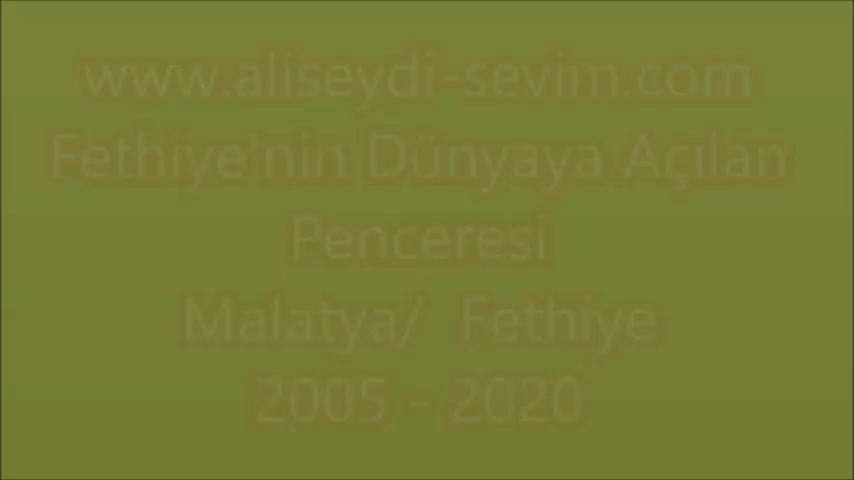 www.aliseydi-sevim.com
Fethiye'nin Dünyaya Açılan
Penceresi
Malatya/ Fethiye
2005 - 2020